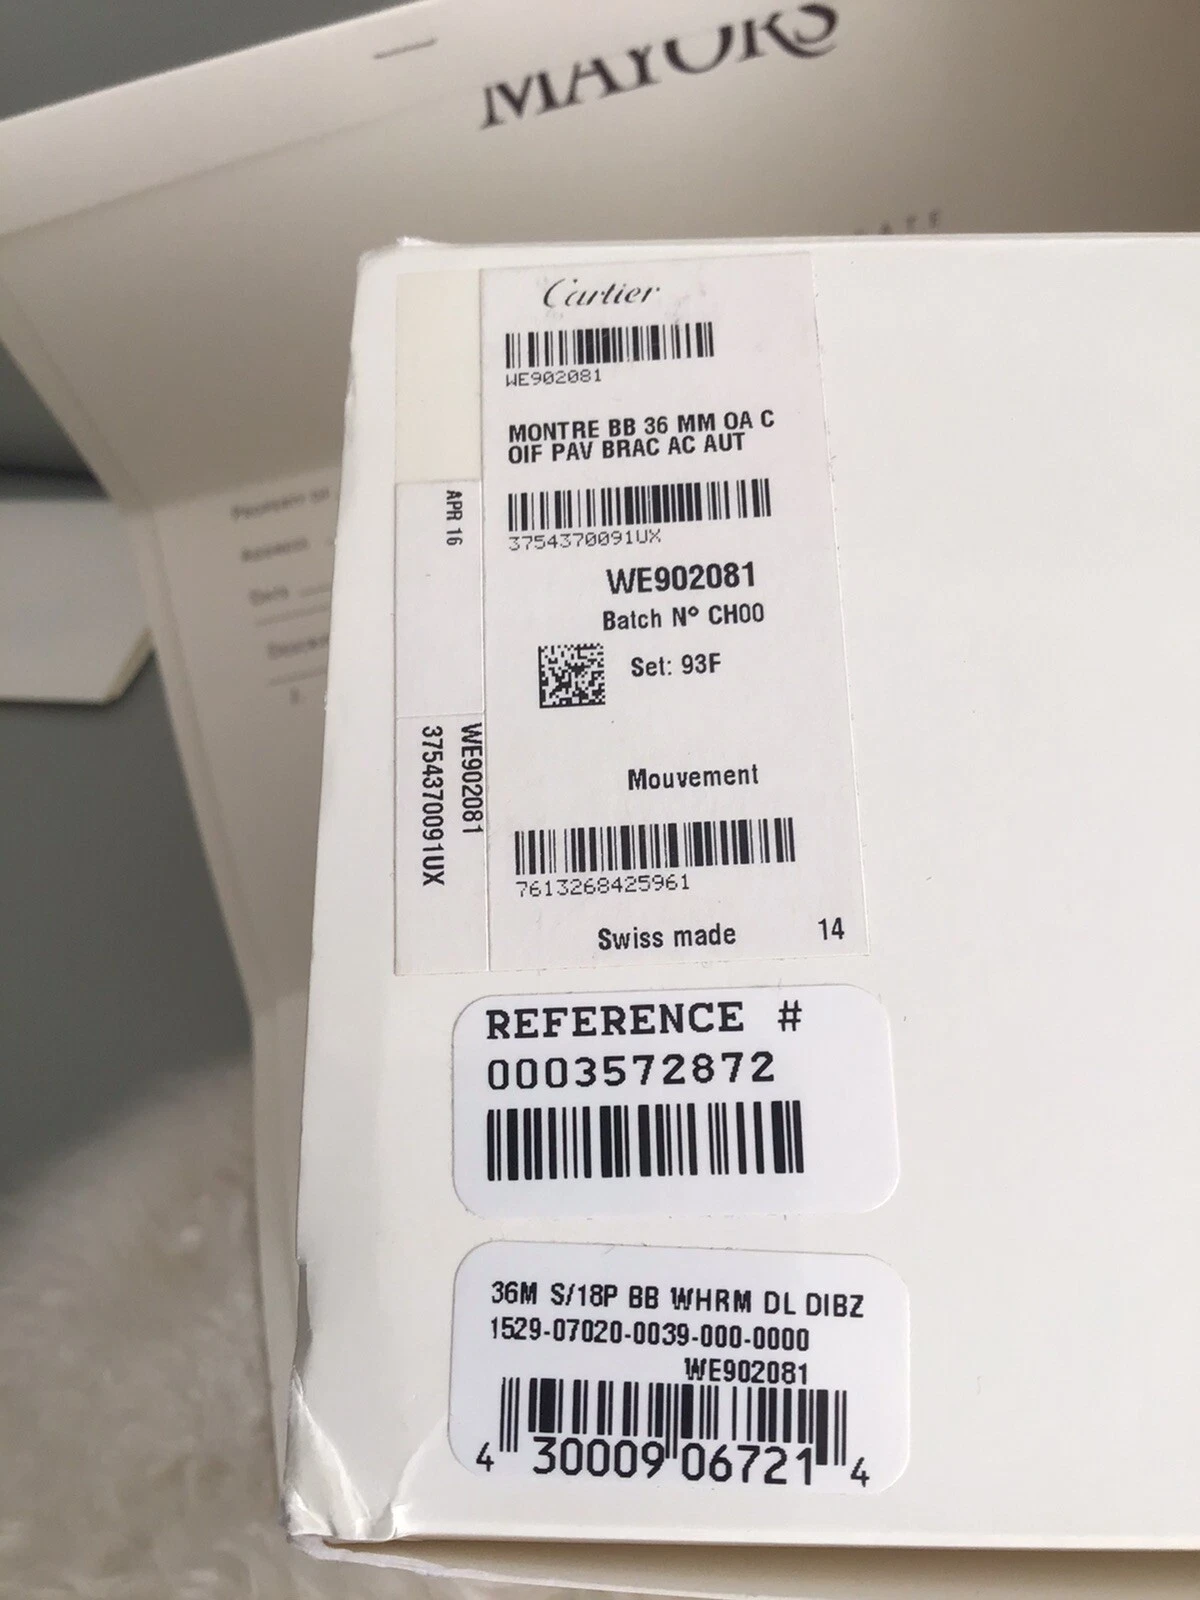 MAYORS
Cartier
WE902081
MONTRE BB 36 MM OA C
OIF PAV BRAC AC AUT
3754370091UX
WE902081
Batch Nº CH00
Set: 93F
Mouvement
7613268425961
Swiss made 14
APR 16
WE902081
3754370091UX
REFERENCE #
0003572872
36M S/18P BB WHRM DL DIBZ
1529-07020-0039-000-0000
WE902081
4 30009 06721 4